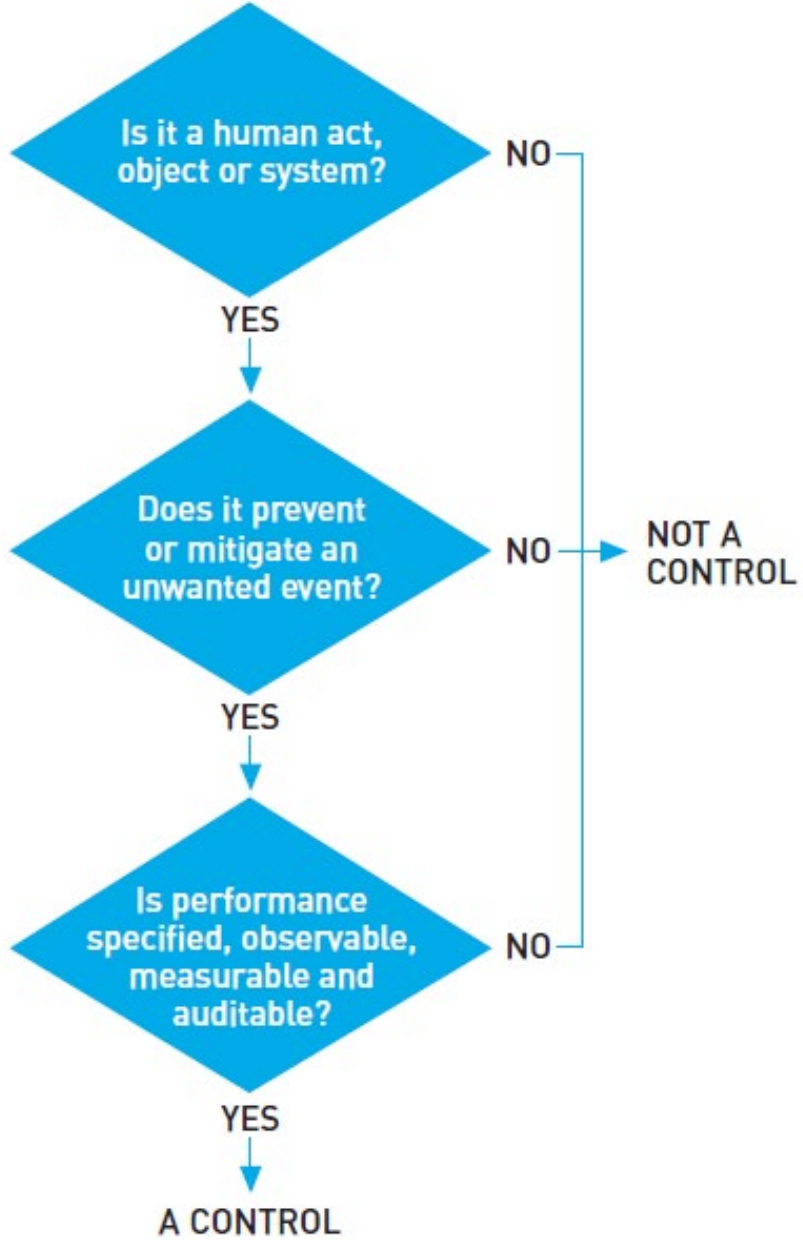 Is it a human act,
object or system?
NO
YES
Does it prevent
or mitigate an
unwanted event?
NO
NOT A
CONTROL
YES
Is performance
specified, observable,
measurable and
auditable?
NO
YES
A CONTROL